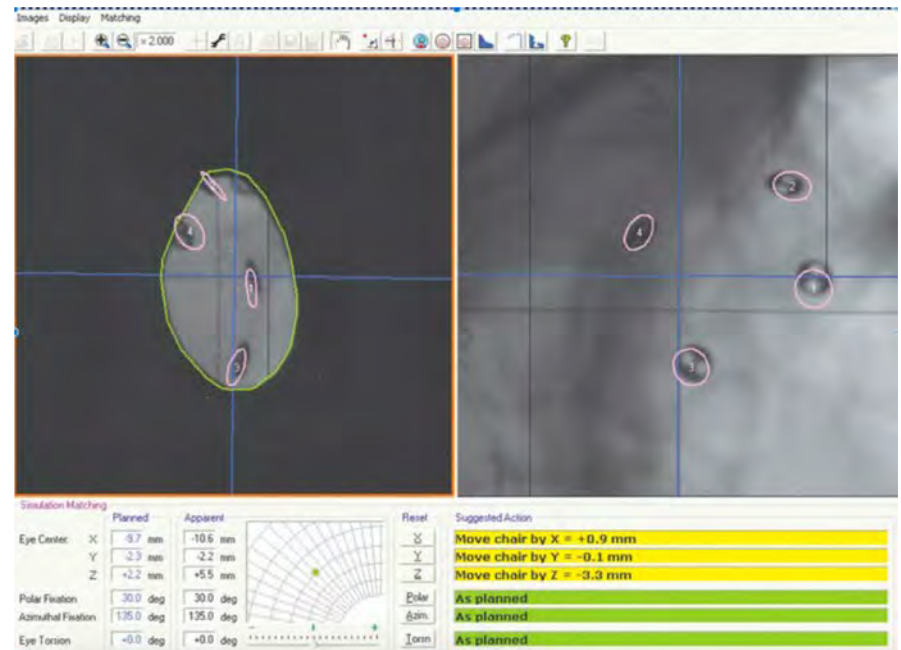 Images Display Matching
× 2.000
4
2
4
3
3
Simulation Matching
Planned Apparent Reset Suggested Action
Eye Center X -9.7 mm -10.6 mm X Move chair by X = +0.9 mm
Y -2.3 mm -2.2 mm Y Move chair by Y = -0.1 mm
Z +2.2 mm +5.5 mm Z Move chair by Z = -3.3 mm
Polar Fixation 30.0 deg 30.0 deg Polar As planned
Azimuthal Fixation 135.0 deg 135.0 deg Azim. As planned
- +
Eye Torsion +0.0 deg +0.0 deg Torsn As planned